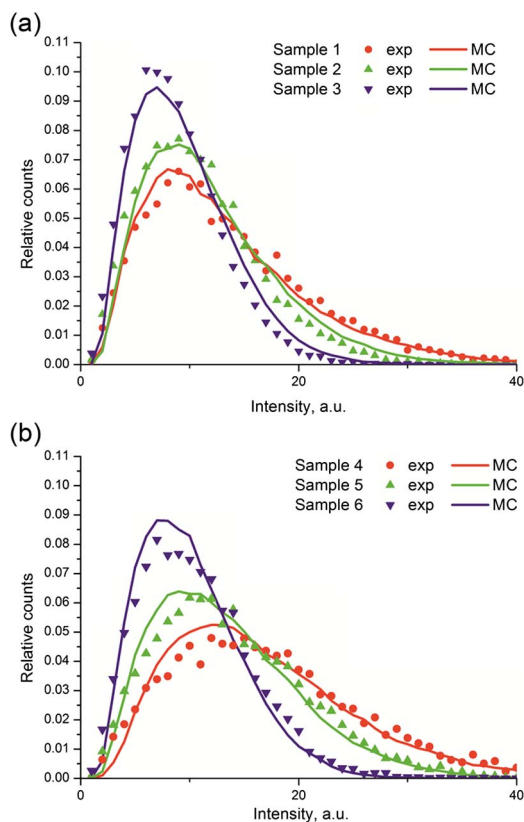 (a)
Sample 1 exp MC
Sample 2 exp MC
Sample 3 exp MC
0.11
0.10
0.09
0.08
0.07
0.06
0.05
0.04
0.03
0.02
0.01
0.00
Relative counts
0 20 40
Intensity, a.u.
(b)
Sample 4 exp MC
Sample 5 exp MC
Sample 6 exp MC
0.11
0.10
0.09
0.08
0.07
0.06
0.05
0.04
0.03
0.02
0.01
0.00
Relative counts
0 20 40
Intensity, a.u.